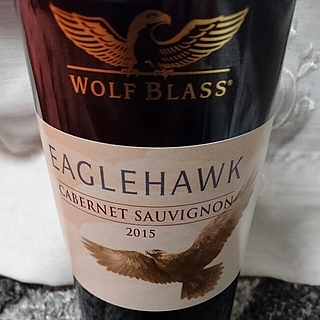 WOLF BLASS®
EAGLEHAWK
CABERNET SAUVIGNON
2015